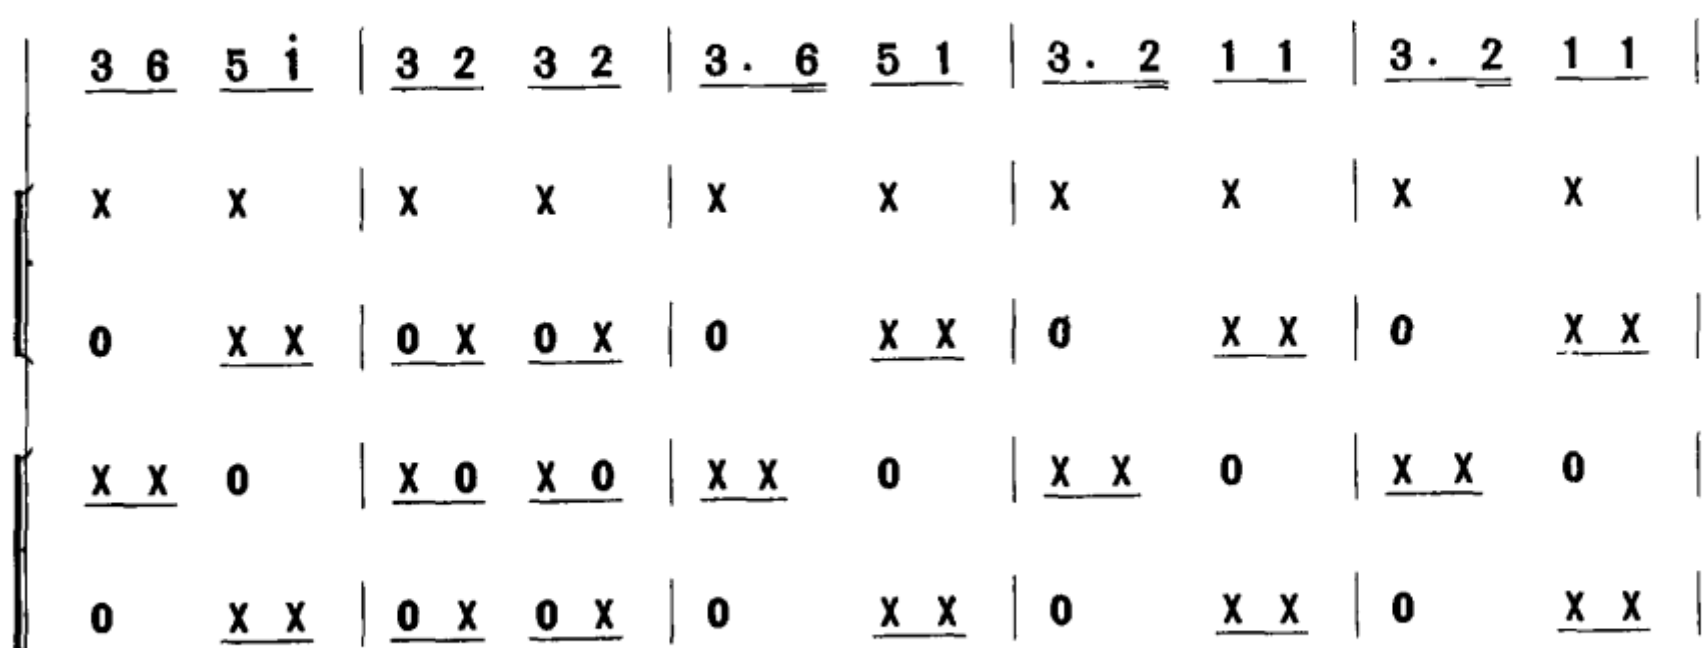 3 6 5 i | 3 2 3 2 | 3. 6 5 1 | 3. 2 1 1 | 3. 2 1 1 |
X X | X X | X X | X X | X X |
0 X X | 0 X 0 X | 0 X X | 0 X X | 0 X X |
X X 0 | X 0 X 0 | X X 0 | X X 0 | X X 0 |
0 X X | 0 X 0 X | 0 X X | 0 X X | 0 X X |